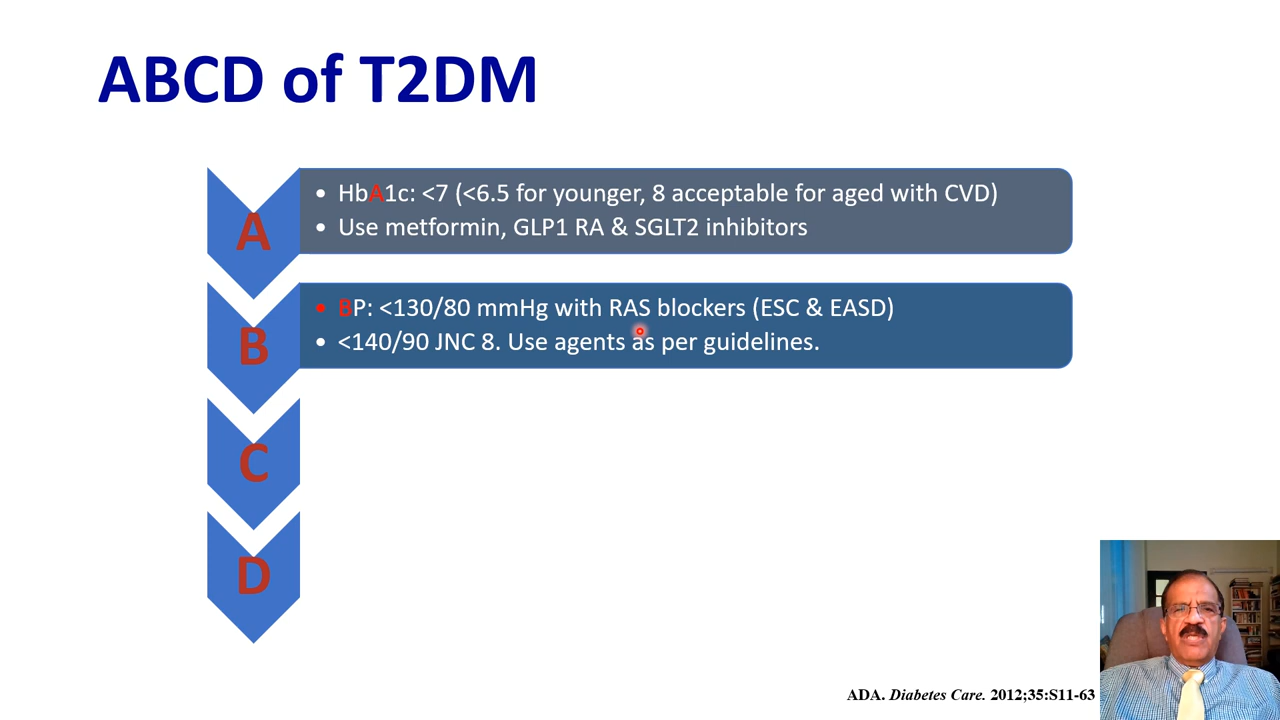 ABCD of T2DM
A
• HbA1c: <7 (<6.5 for younger, 8 acceptable for aged with CVD)
• Use metformin, GLP1 RA & SGLT2 inhibitors
B
• BP: <130/80 mmHg with RAS blockers (ESC & EASD)
• <140/90 JNC 8. Use agents as per guidelines.
C
D
ADA. Diabetes Care. 2012;35:S11-63